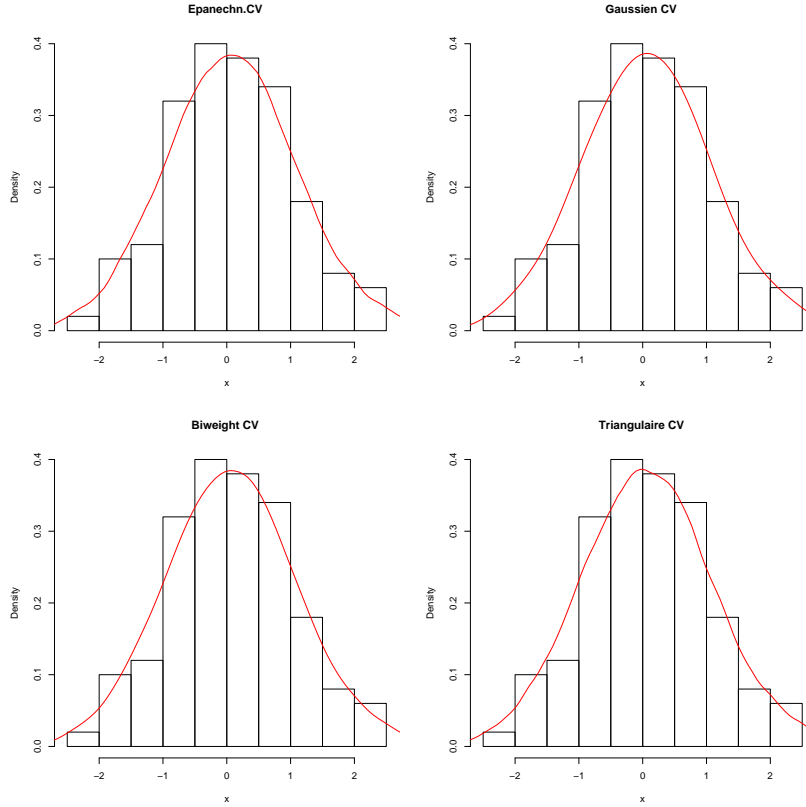 Epanechn.CV
Density
0.0 0.1 0.2 0.3 0.4
−2 −1 0 1 2
x
Gaussien CV
Density
0.0 0.1 0.2 0.3 0.4
−2 −1 0 1 2
x
Biweight CV
Density
0.0 0.1 0.2 0.3 0.4
−2 −1 0 1 2
x
Triangulaire CV
Density
0.0 0.1 0.2 0.3 0.4
−2 −1 0 1 2
x